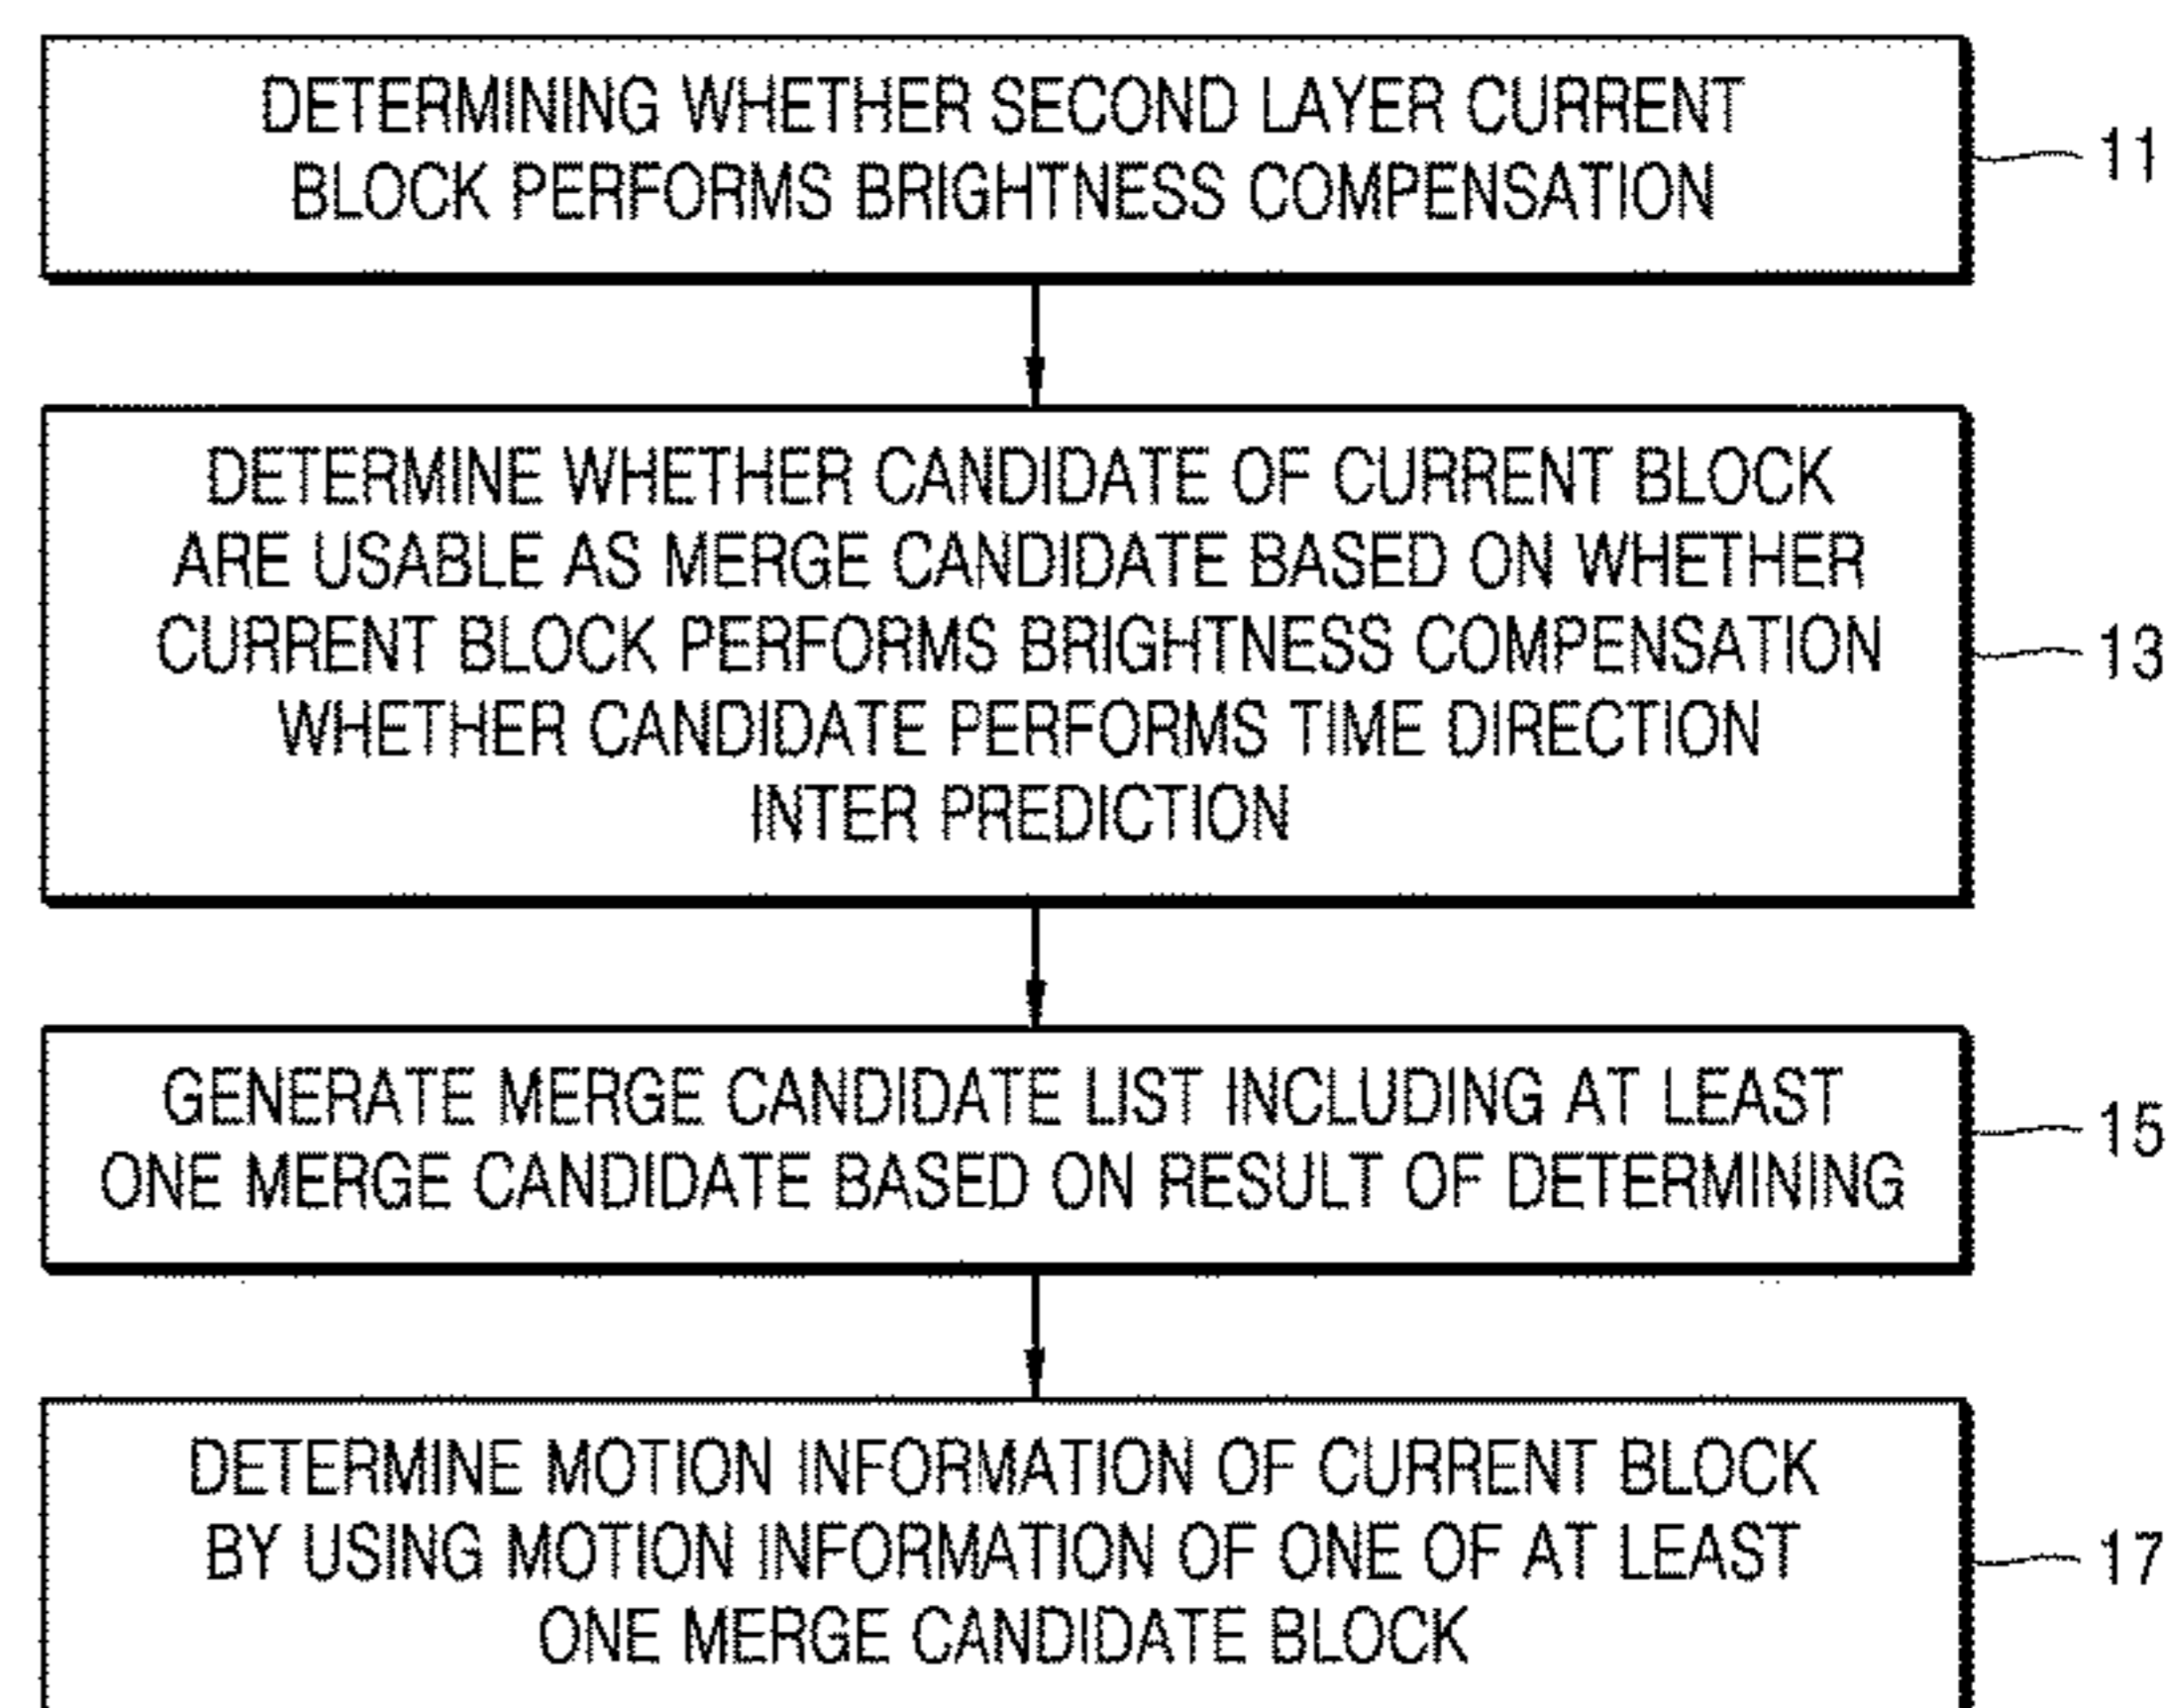 DETERMINING WHETHER SECOND LAYER CURRENT
BLOCK PERFORMS BRIGHTNESS COMPENSATION
11
DETERMINE WHETHER CANDIDATE OF CURRENT BLOCK
ARE USABLE AS MERGE CANDIDATE BASED ON WHETHER
CURRENT BLOCK PERFORMS BRIGHTNESS COMPENSATION
WHETHER CANDIDATE PERFORMS TIME DIRECTION
INTER PREDICTION
13
GENERATE MERGE CANDIDATE LIST INCLUDING AT LEAST
ONE MERGE CANDIDATE BASED ON RESULT OF DETERMINING
15
DETERMINE MOTION INFORMATION OF CURRENT BLOCK
BY USING MOTION INFORMATION OF ONE OF AT LEAST
ONE MERGE CANDIDATE BLOCK
17